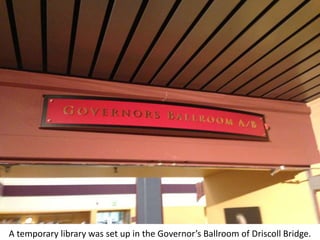 GOVERNORS BALLROOM A/B
A temporary library was set up in the Governor’s Ballroom of Driscoll Bridge.